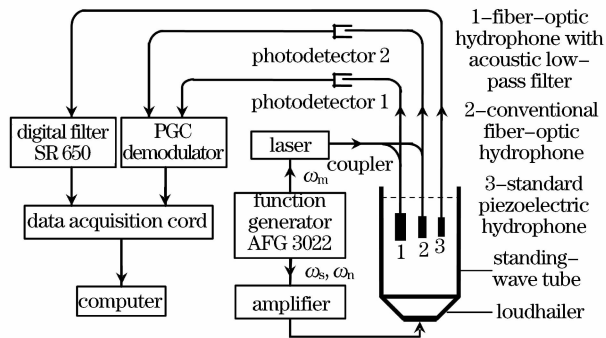 1–fiber–optic
hydrophone with
acoustic low–
pass filter
photodetector 2
photodetector 1
2–conventional
fiber–optic
hydrophone
digital filter
SR 650
PGC
demodulator
laser
coupler
ωm
3–standard
piezoelectric
hydrophone
data acquisition cord
function
generator
AFG 3022
1
2
3
standing–
wave tube
ωs, ωn
computer
amplifier
loudhailer